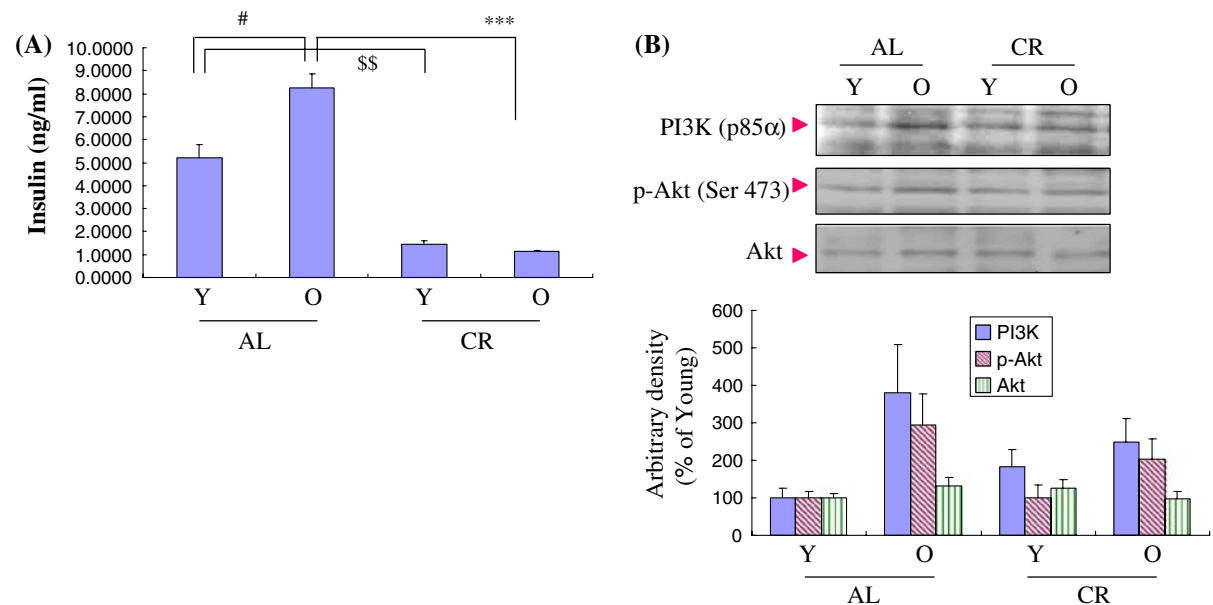 (A)
#
***
$$
Insulin (ng/ml)
10.0000
9.0000
8.0000
7.0000
6.0000
5.0000
4.0000
3.0000
2.0000
1.0000
0.0000
Y O Y O
AL CR
(B)
AL CR
Y O Y O
PI3K (p85α)
p-Akt (Ser 473)
Akt
Arbitrary density
(% of Young)
600
500
400
300
200
100
0
PI3K
p-Akt
Akt
Y O Y O
AL CR